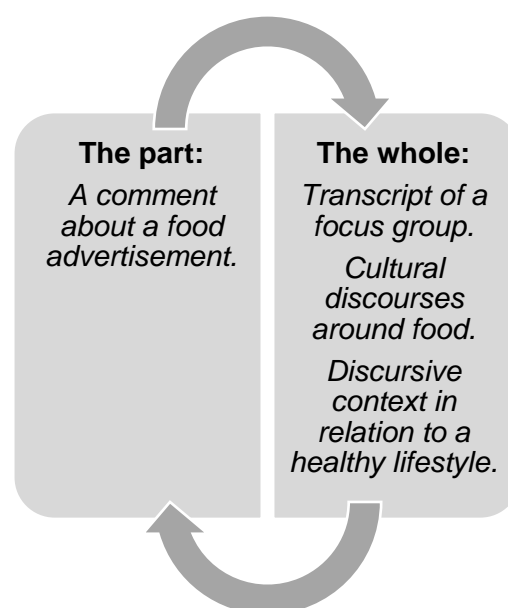 The part:
A comment
about a food
advertisement.
The whole:
Transcript of a
focus group.
Cultural
discourses
around food.
Discursive
context in
relation to a
healthy lifestyle.